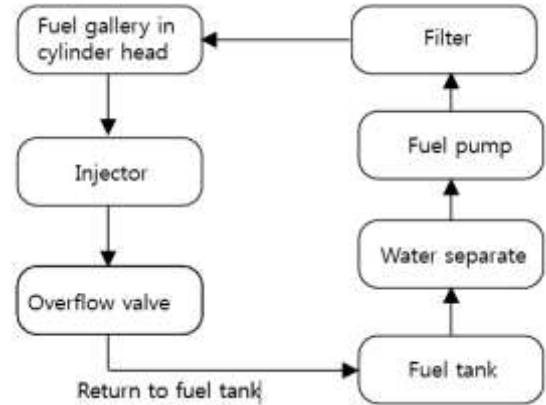 Fuel gallery in
cylinder head
Filter
Fuel pump
Injector
Water separate
Overflow valve
Fuel tank
Return to fuel tank